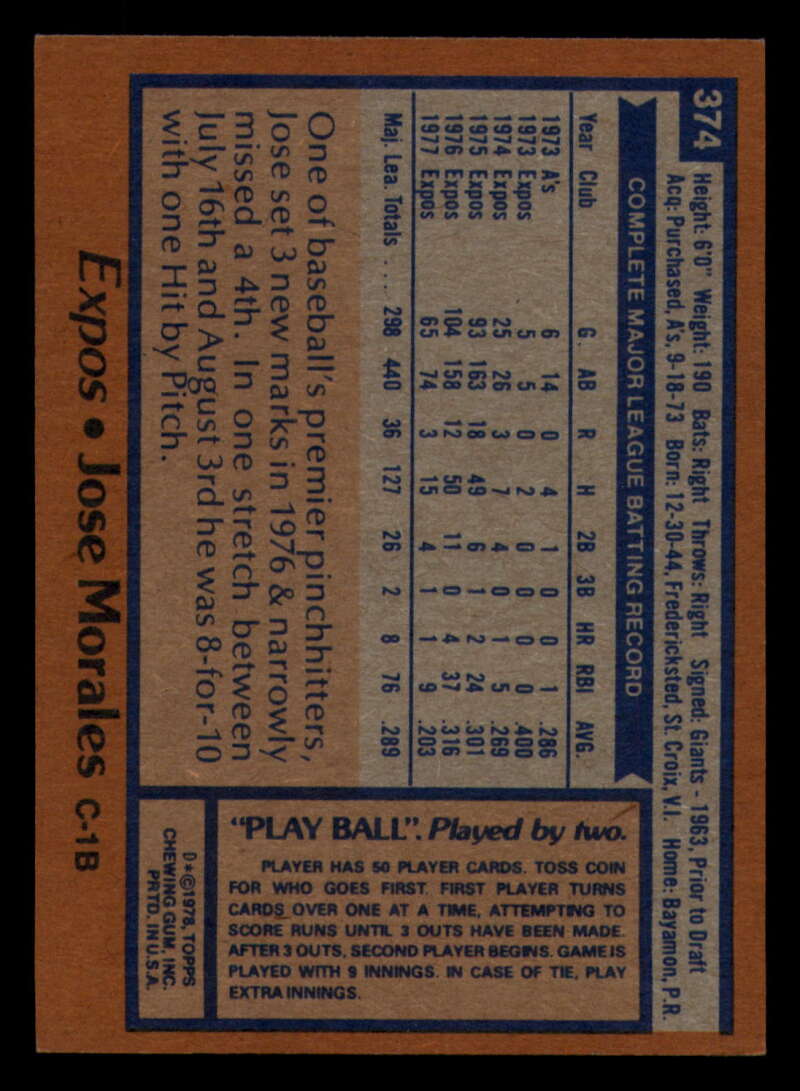 374
Height: 6'0" Weight: 190 Bats: Right Throws: Right Signed: Giants - 1963, Prior to Draft
Acq: Purchased, A's, 9-18-73 Born: 12-30-44, Fredericksted, St. Croix, V.I. Home: Bayamon, P.R.
COMPLETE MAJOR LEAGUE BATTING RECORD
Year Club G. AB R H 2B 3B HR RBI AVG.
1973 A's 6 14 0 4 1 0 0 1 .286
1973 Expos 5 5 0 2 0 0 0 0 .400
1974 Expos 25 26 3 7 4 0 1 5 .269
1975 Expos 93 163 18 49 6 1 2 24 .301
1976 Expos 104 158 12 50 11 0 4 37 .316
1977 Expos 65 74 3 15 4 1 1 9 .203
Maj. Lea. Totals .... 298 440 36 127 26 2 8 76 .289
One of baseball's premier pinchhitters,
Jose set 3 new marks in 1976 & narrowly
missed a 4th. In one stretch between
July 16th and August 3rd he was 8-for-10
with one Hit by Pitch.
Expos • Jose Morales C-1B
"PLAY BALL". Played by two.
PLAYER HAS 50 PLAYER CARDS. TOSS COIN
FOR WHO GOES FIRST. FIRST PLAYER TURNS
CARDS OVER ONE AT A TIME, ATTEMPTING TO
SCORE RUNS UNTIL 3 OUTS HAVE BEEN MADE.
AFTER 3 OUTS, SECOND PLAYER BEGINS. GAME IS
PLAYED WITH 9 INNINGS. IN CASE OF TIE, PLAY
EXTRA INNINGS.
D*©1978, TOPPS
CHEWING GUM, INC.
PRTD. IN U.S.A.